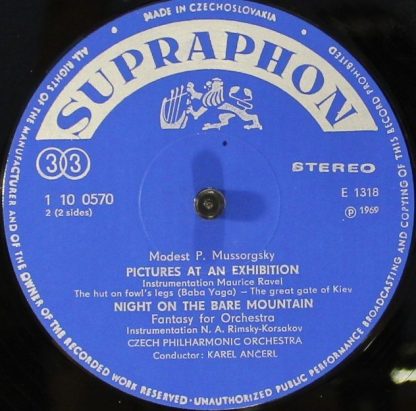 MADE IN CZECHOSLOVAKIA
ALL RIGHTS OF THE MANUFACTURER AND OF THE OWNER OF THE RECORDED WORK RESERVED · UNAUTHORIZED PUBLIC PERFORMANCE BROADCASTING AND COPYING OF THIS RECORD PROHIBITED
SUPRAPHON
33
STEREO
1 10 0570
E 1318
2 (2 sides)
Ⓟ 1969
Modest P. Mussorgsky
PICTURES AT AN EXHIBITION
Instrumentation Maurice Ravel
The hut on fowl's legs (Baba Yaga) – The great gate of Kiev
NIGHT ON THE BARE MOUNTAIN
Fantasy for Orchestra
Instrumentation N. A. Rimsky-Korsakov
CZECH PHILHARMONIC ORCHESTRA
Conductor: KAREL ANCERL